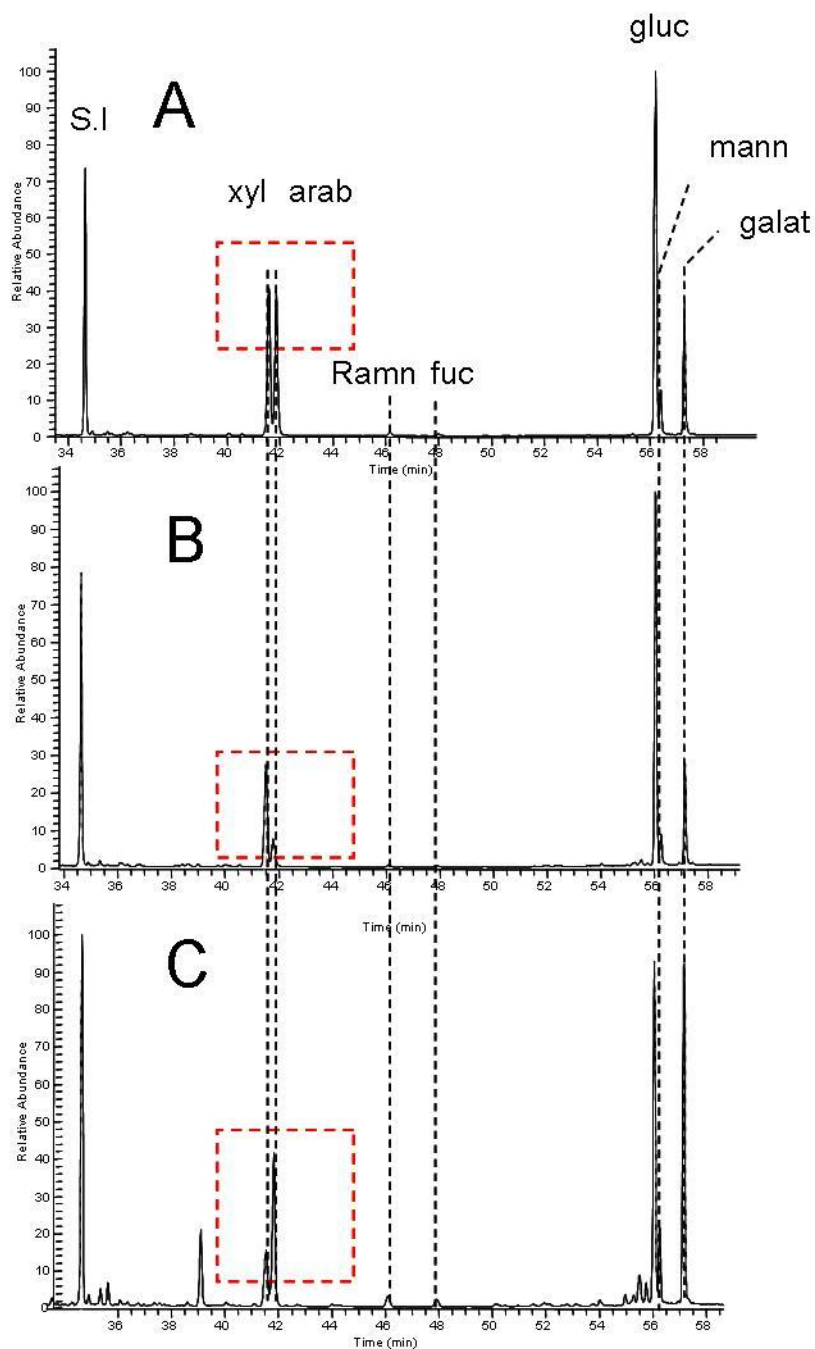 gluc
A
S.I
mann
xyl arab
galat
Ramn fuc
Relative Abundance
100
90
80
70
60
50
40
30
20
10
0
34 36 38 40 42 44 46 48 50 52 54 56 58
Time (min)
B
Relative Abundance
100
90
80
70
60
50
40
30
20
10
0
34 36 38 40 42 44 46 48 50 52 54 56 58
Time (min)
C
Relative Abundance
100
90
80
70
60
50
40
30
20
10
0
36 38 40 42 44 46 48 50 52 54 56 58